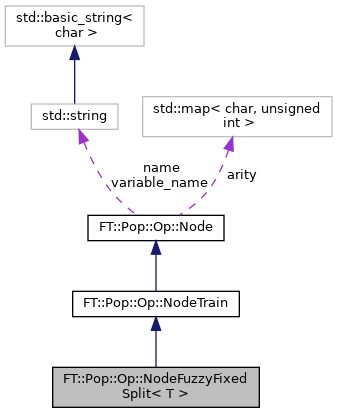 std::basic_string<
char >
std::string
std::map< char, unsigned
int >
name
variable_name
arity
FT::Pop::Op::Node
FT::Pop::Op::NodeTrain
FT::Pop::Op::NodeFuzzyFixed
Split< T >